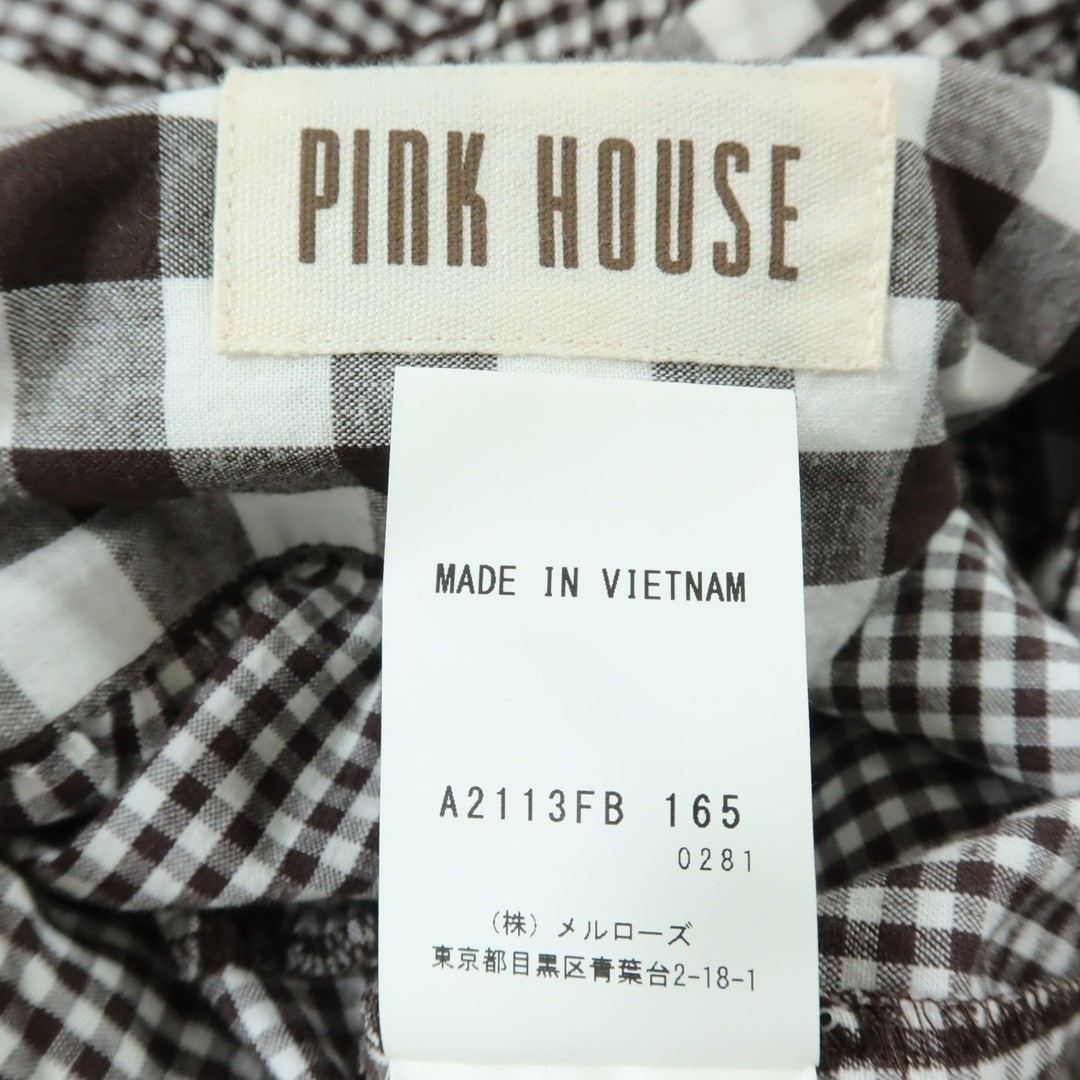 PINK HOUSE
MADE IN VIETNAM
A2113FB 165
0281
(株) メルローズ
東京都目黒区青葉台2-18-1